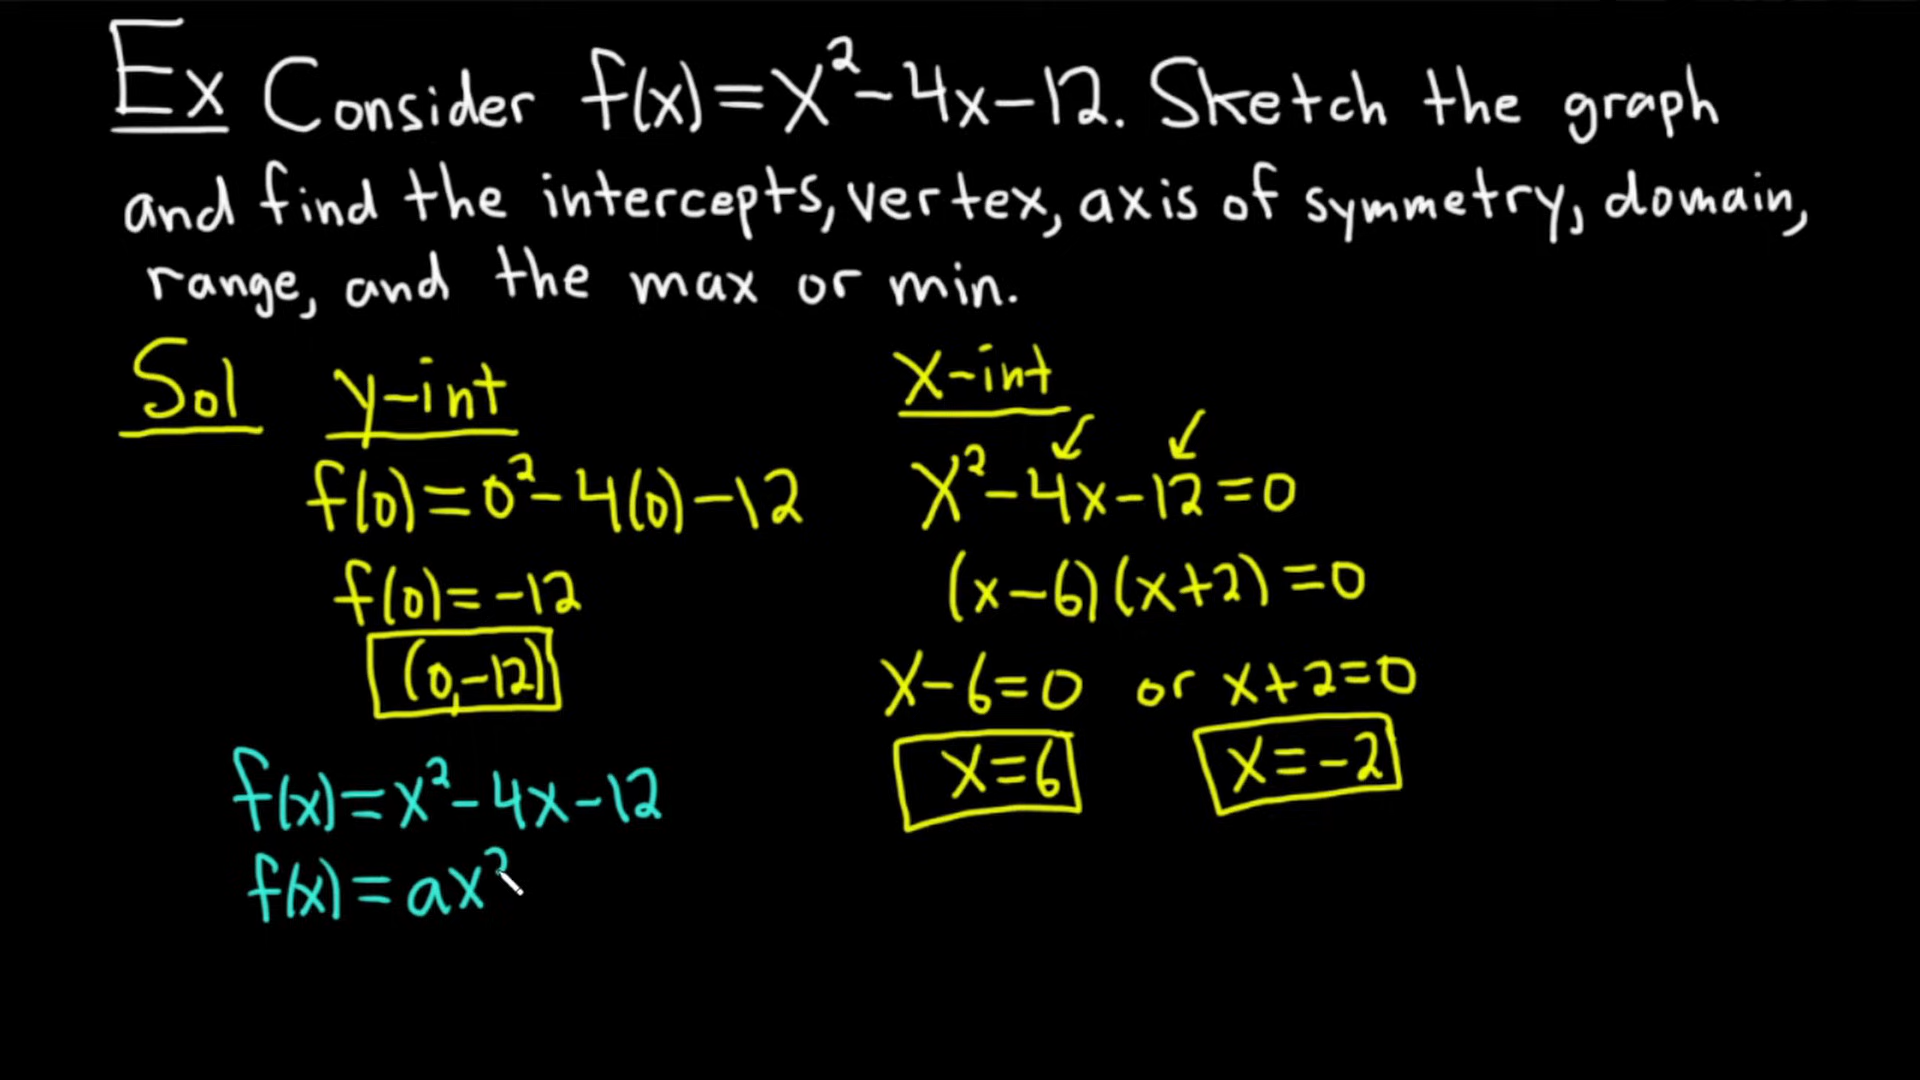 Ex Consider f(x)=x²-4x-12. Sketch the graph
and find the intercepts, vertex, axis of symmetry, domain,
range, and the max or min.
Sol y-int
f(0)=0²-4(0)-12
f(0)=-12
(0,-12)
x-int
x²-4x-12=0
(x-6)(x+2)=0
x-6=0 or x+2=0
x=6 x=-2
f(x)=x²-4x-12
f(x)=ax²